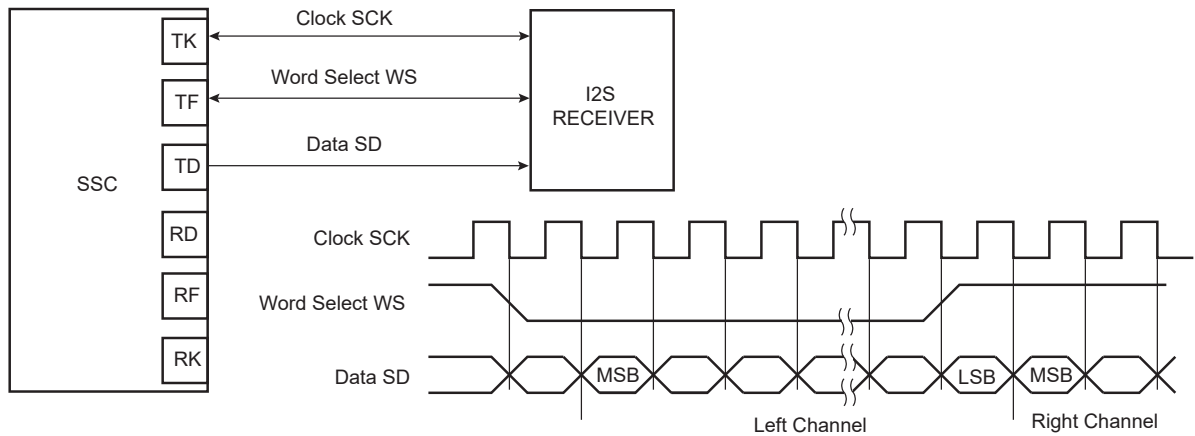 Clock SCK
TK
Word Select WS
TF
I2S
RECEIVER
Data SD
TD
SSC
RD
Clock SCK
RF
Word Select WS
RK
Data SD
MSB
LSB
MSB
Left Channel
Right Channel